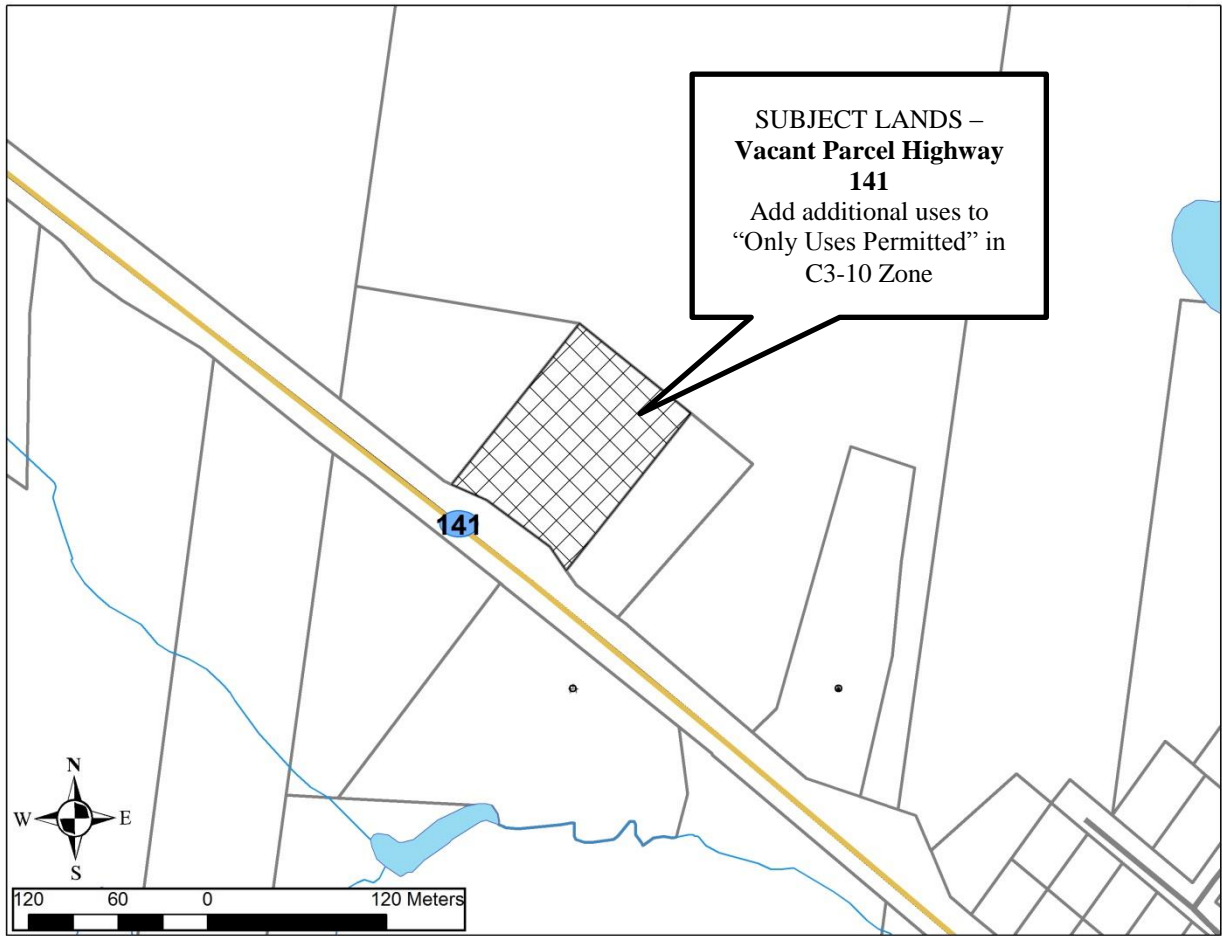 SUBJECT LANDS –
Vacant Parcel Highway
141
Add additional uses to
“Only Uses Permitted” in
C3-10 Zone
141
N
W E
S
120 60 0 120 Meters